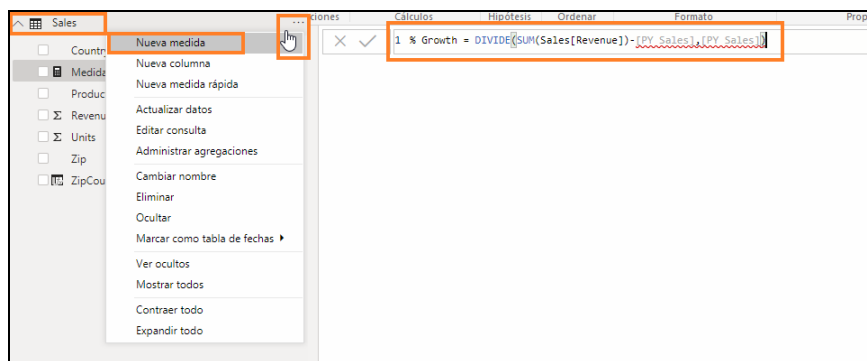 ciones Cálculos Hipótesis Ordenar Formato Prop
Sales ...
Country
Medida
Produc
Σ Revenu
Σ Units
Zip
ZipCou
Nueva medida
Nueva columna
Nueva medida rápida
Actualizar datos
Editar consulta
Administrar agregaciones
Cambiar nombre
Eliminar
Ocultar
Marcar como tabla de fechas
Ver ocultos
Mostrar todos
Contraer todo
Expandir todo
1 % Growth = DIVIDE(SUM(Sales[Revenue])-[PY Sales],[PY Sales])